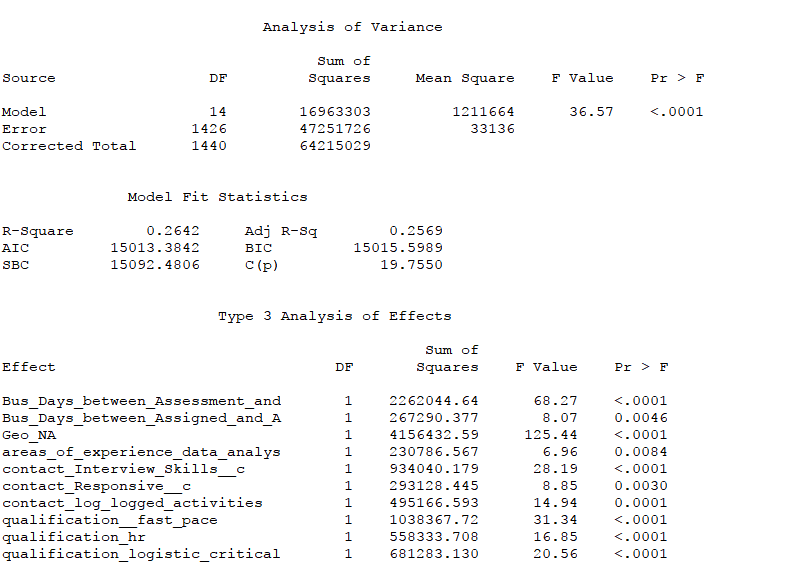 Analysis of Variance
Sum of
Source DF Squares Mean Square F Value Pr > F
Model 14 16963303 1211664 36.57 <.0001
Error 1426 47251726 33136
Corrected Total 1440 64215029
Model Fit Statistics
R-Square 0.2642 Adj R-Sq 0.2569
AIC 15013.3842 BIC 15015.5989
SBC 15092.4806 C(p) 19.7550
Type 3 Analysis of Effects
Sum of
Effect DF Squares F Value Pr > F
Bus_Days_between_Assessment_and 1 2262044.64 68.27 <.0001
Bus_Days_between_Assigned_and_A 1 267290.377 8.07 0.0046
Geo_NA 1 4156432.59 125.44 <.0001
areas_of_experience_data_analys 1 230786.567 6.96 0.0084
contact_Interview_Skills__c 1 934040.179 28.19 <.0001
contact_Responsive__c 1 293128.445 8.85 0.0030
contact_log_logged_activities 1 495166.593 14.94 0.0001
qualification__fast_pace 1 1038367.72 31.34 <.0001
qualification_hr 1 558333.708 16.85 <.0001
qualification_logistic_critical 1 681283.130 20.56 <.0001